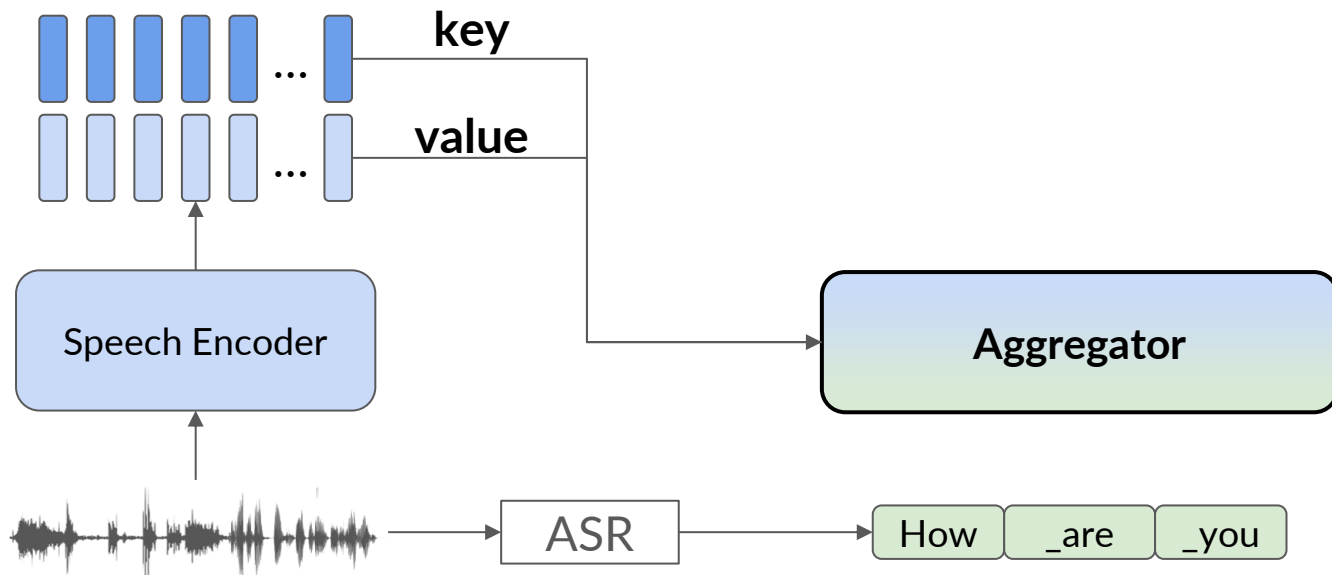 key
...
value
...
Speech Encoder
Aggregator
ASR
How _are _you